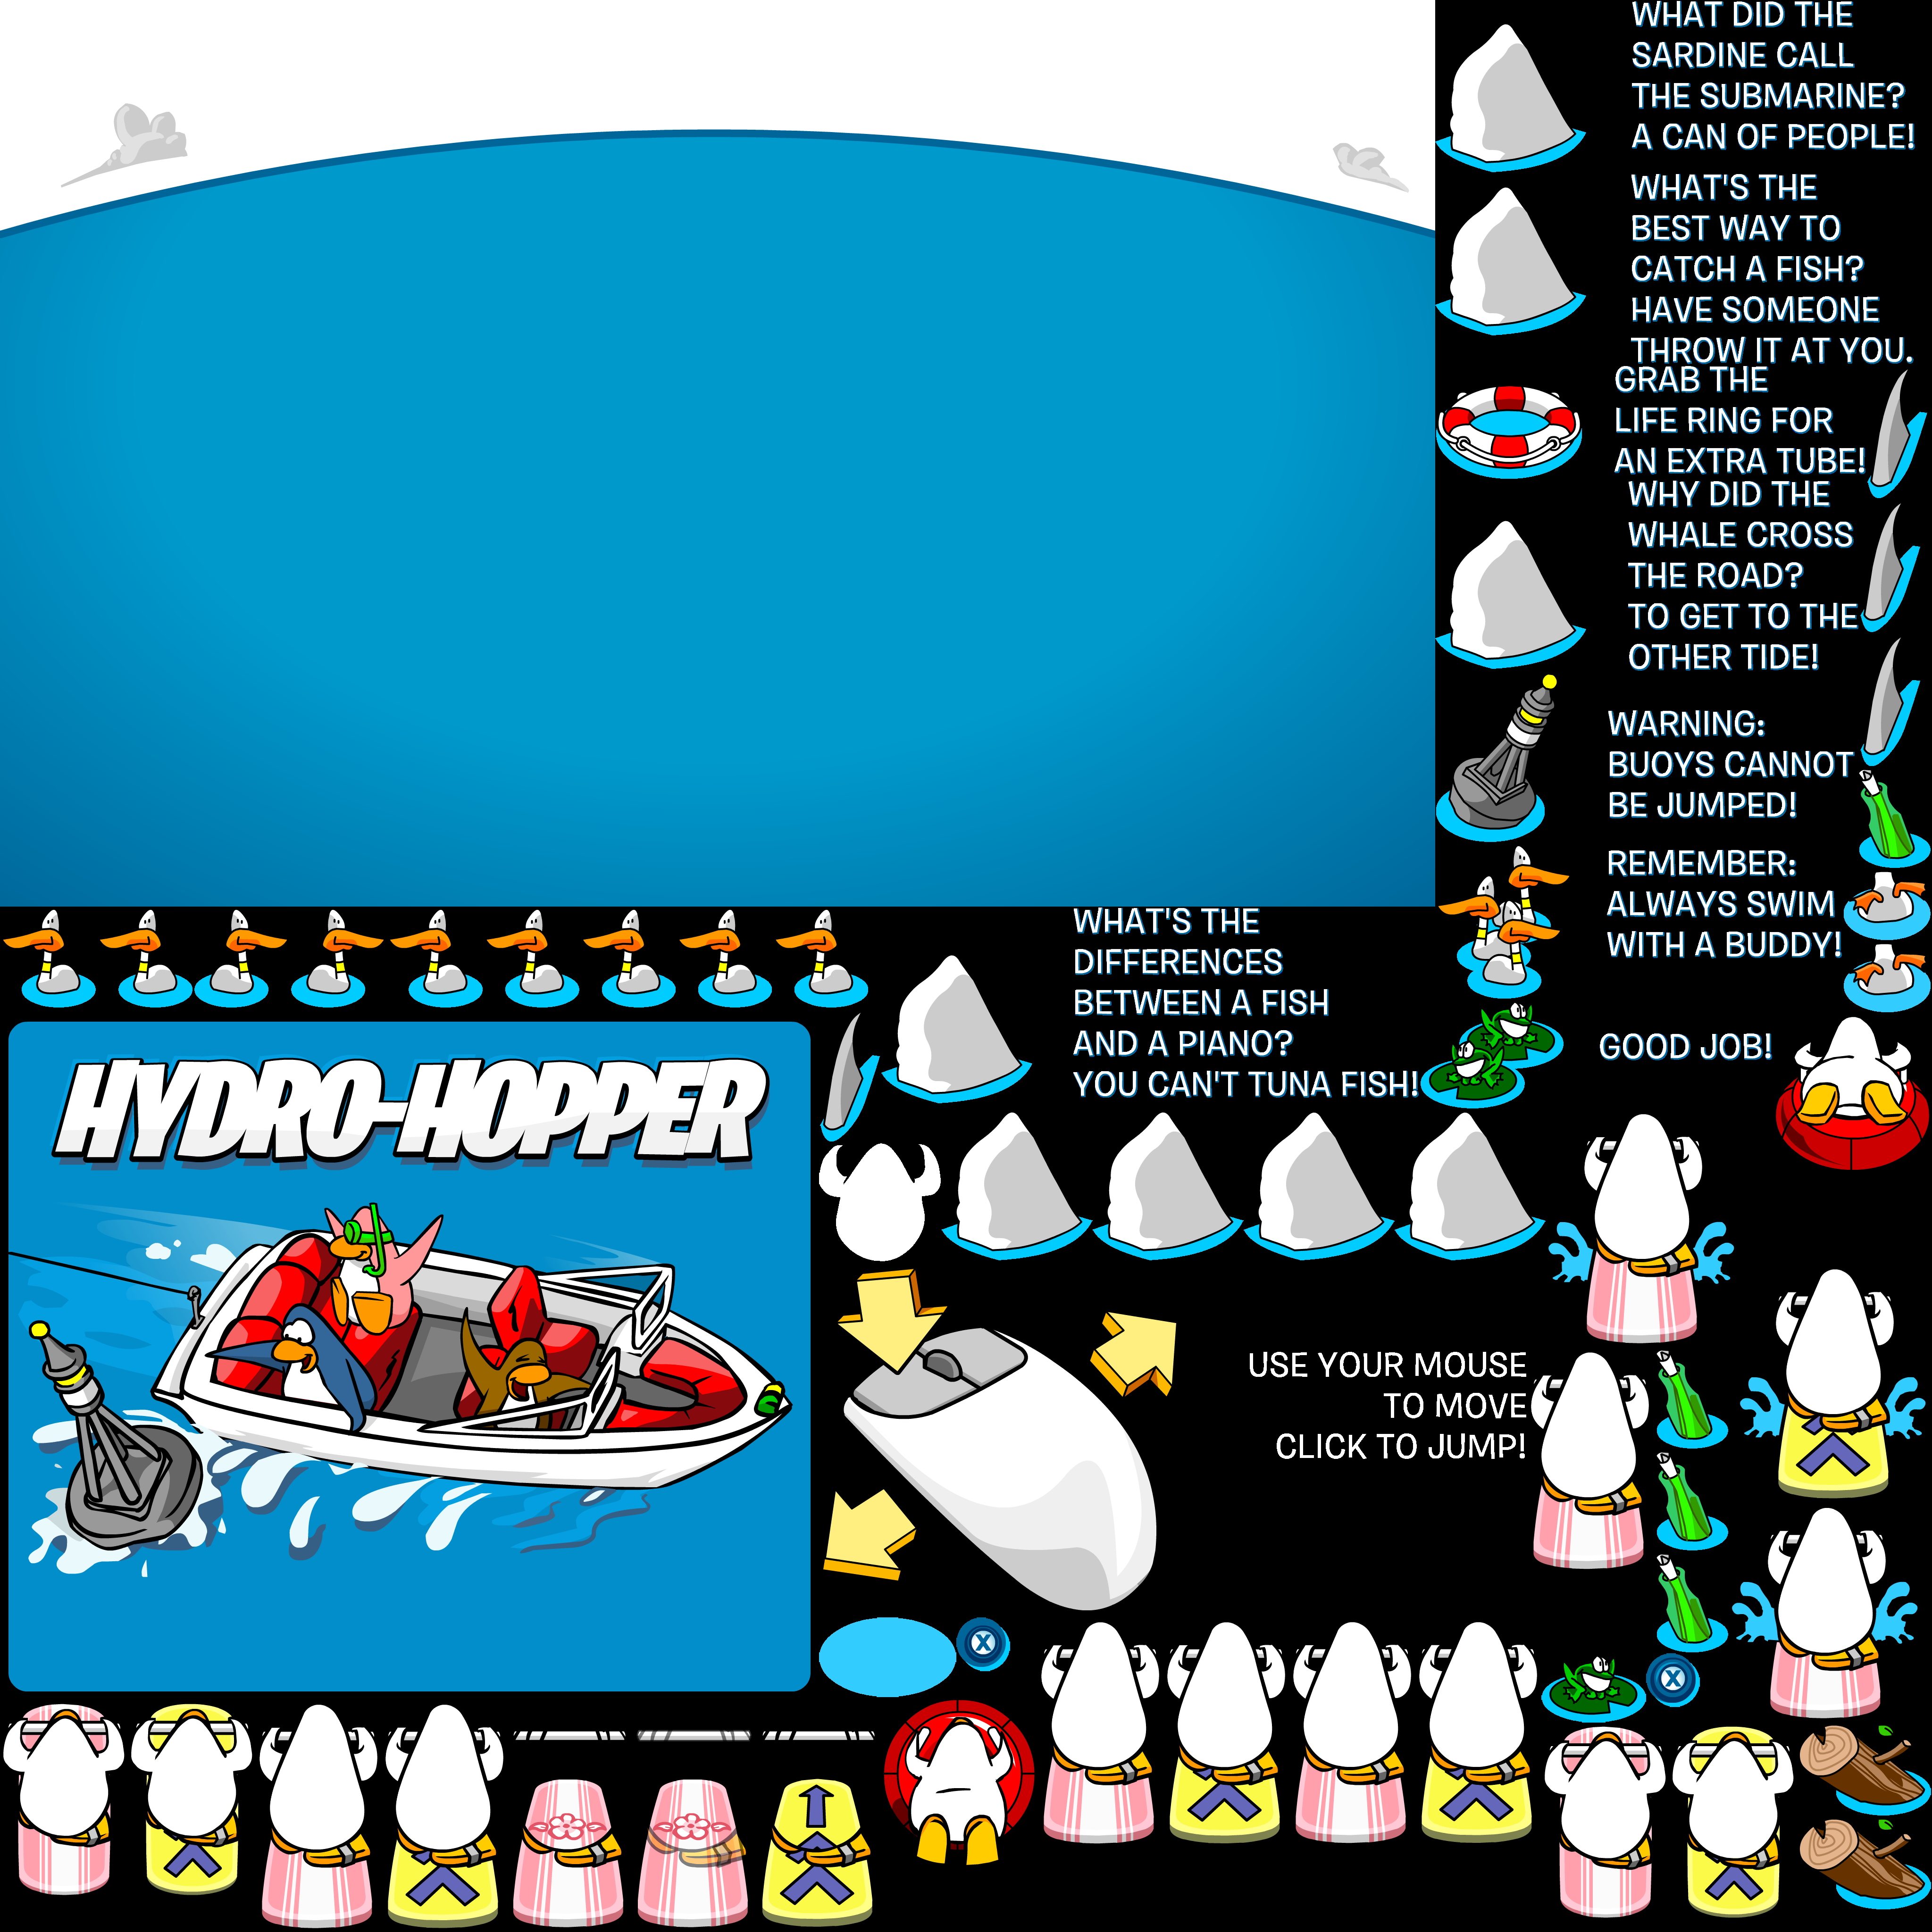 WHAT DID THE
SARDINE CALL
THE SUBMARINE?
A CAN OF PEOPLE!
WHAT'S THE
BEST WAY TO
CATCH A FISH?
HAVE SOMEONE
THROW IT AT YOU.
GRAB THE
LIFE RING FOR
AN EXTRA TUBE!
WHY DID THE
WHALE CROSS
THE ROAD?
TO GET TO THE
OTHER TIDE!
WARNING:
BUOYS CANNOT
BE JUMPED!
REMEMBER:
ALWAYS SWIM
WITH A BUDDY!
WHAT'S THE
DIFFERENCES
BETWEEN A FISH
AND A PIANO?
YOU CAN'T TUNA FISH!
GOOD JOB!
HYDRO-HOPPER
USE YOUR MOUSE
TO MOVE
CLICK TO JUMP!
X
X